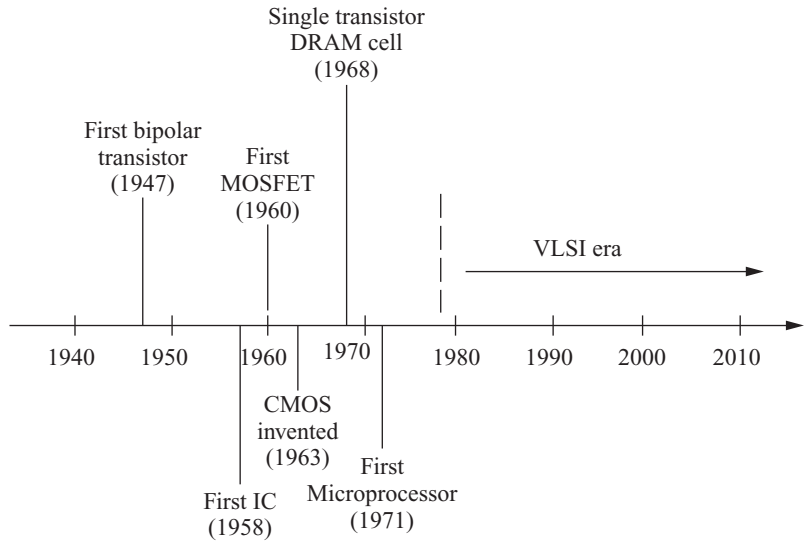 Single transistor
DRAM cell
(1968)
First bipolar
transistor
(1947)
First
MOSFET
(1960)
VLSI era
1940
1950
1960
1970
1980
1990
2000
2010
CMOS
invented
(1963)
First
Microprocessor
(1971)
First IC
(1958)